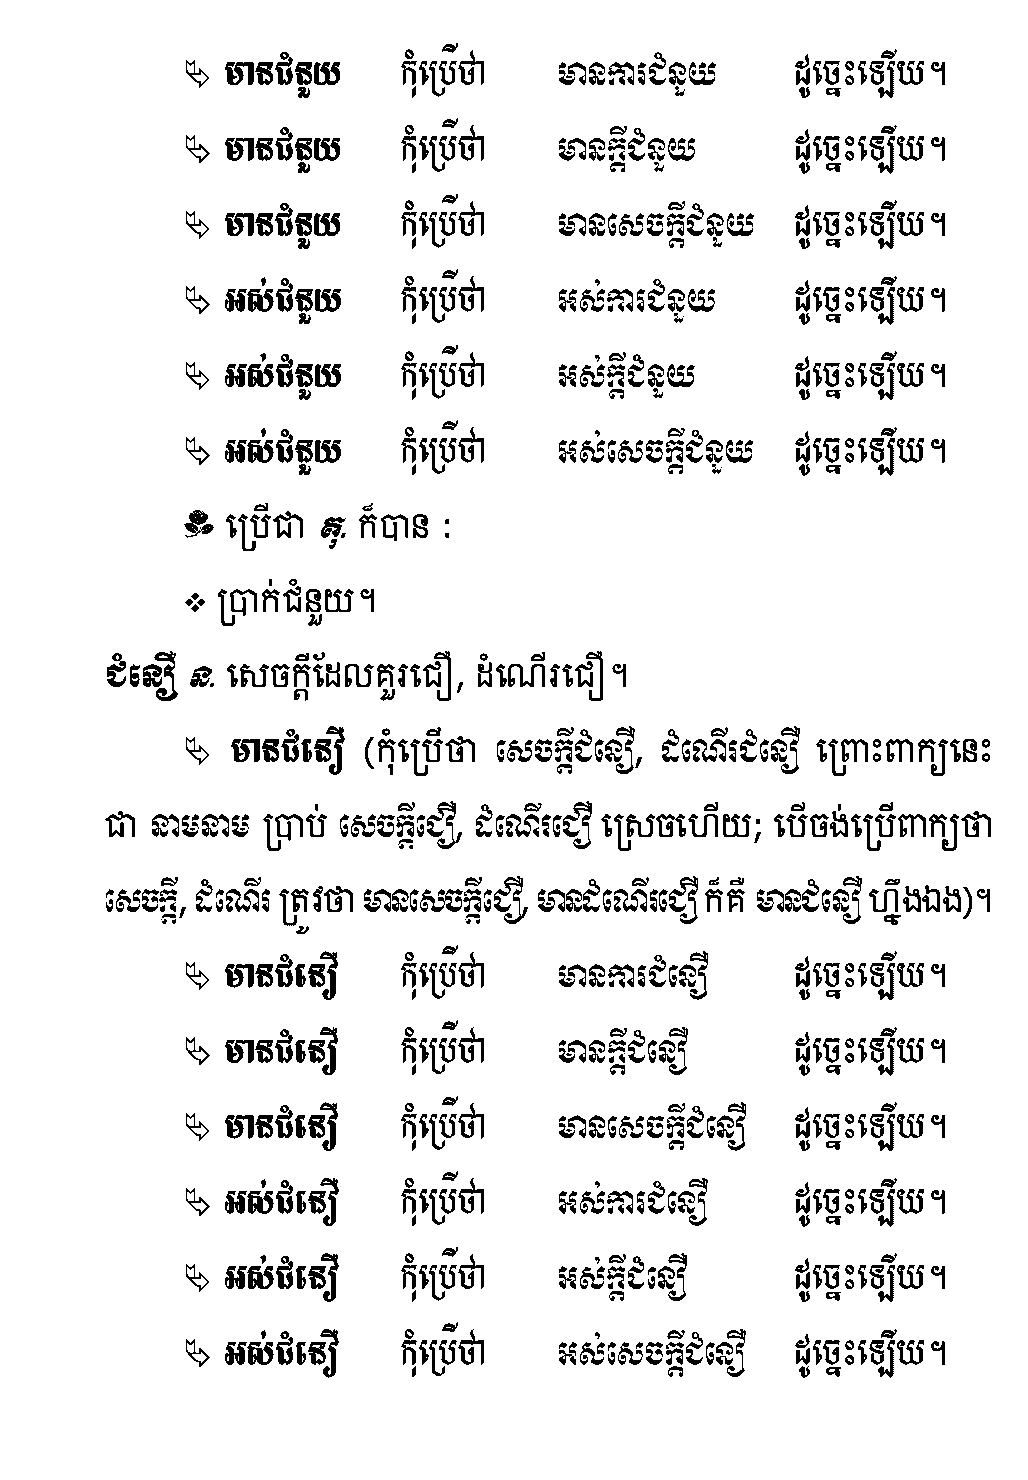 មានជំនួយ កុំប្រើថា មានការជំនួយ ដូច្នេះឡើយ។
មានជំនួយ កុំប្រើថា មានក្ដីជំនួយ ដូច្នេះឡើយ។
មានជំនួយ កុំប្រើថា មានសេចក្ដីជំនួយ ដូច្នេះឡើយ។
អស់ជំនួយ កុំប្រើថា អស់ការជំនួយ ដូច្នេះឡើយ។
អស់ជំនួយ កុំប្រើថា អស់ក្ដីជំនួយ ដូច្នេះឡើយ។
អស់ជំនួយ កុំប្រើថា អស់សេចក្ដីជំនួយ ដូច្នេះឡើយ។
ប្រើជា គុ. ក៏បាន :
❖ ប្រាក់ជំនួយ។
ជំនឿ ន. សេចក្ដីដែលគួរជឿ, ដំណើរជឿ។
មានជំនឿ (កុំប្រើថា សេចក្ដីជំនឿ, ដំណើរជំនឿ ព្រោះពាក្យនេះ
ជា នាមនាម ប្រាប់ សេចក្ដីជឿ, ដំណើរជឿ ស្រេចហើយ; បើចង់ប្រើពាក្យថា
សេចក្ដី, ដំណើរ ត្រូវថា មានសេចក្ដីជឿ, មានដំណើរជឿ ក៏គឺ មានជំនឿ ហ្នឹងឯង)។
មានជំនឿ កុំប្រើថា មានការជំនឿ ដូច្នេះឡើយ។
មានជំនឿ កុំប្រើថា មានក្ដីជំនឿ ដូច្នេះឡើយ។
មានជំនឿ កុំប្រើថា មានសេចក្ដីជំនឿ ដូច្នេះឡើយ។
អស់ជំនឿ កុំប្រើថា អស់ការជំនឿ ដូច្នេះឡើយ។
អស់ជំនឿ កុំប្រើថា អស់ក្ដីជំនឿ ដូច្នេះឡើយ។
អស់ជំនឿ កុំប្រើថា អស់សេចក្ដីជំនឿ ដូច្នេះឡើយ។